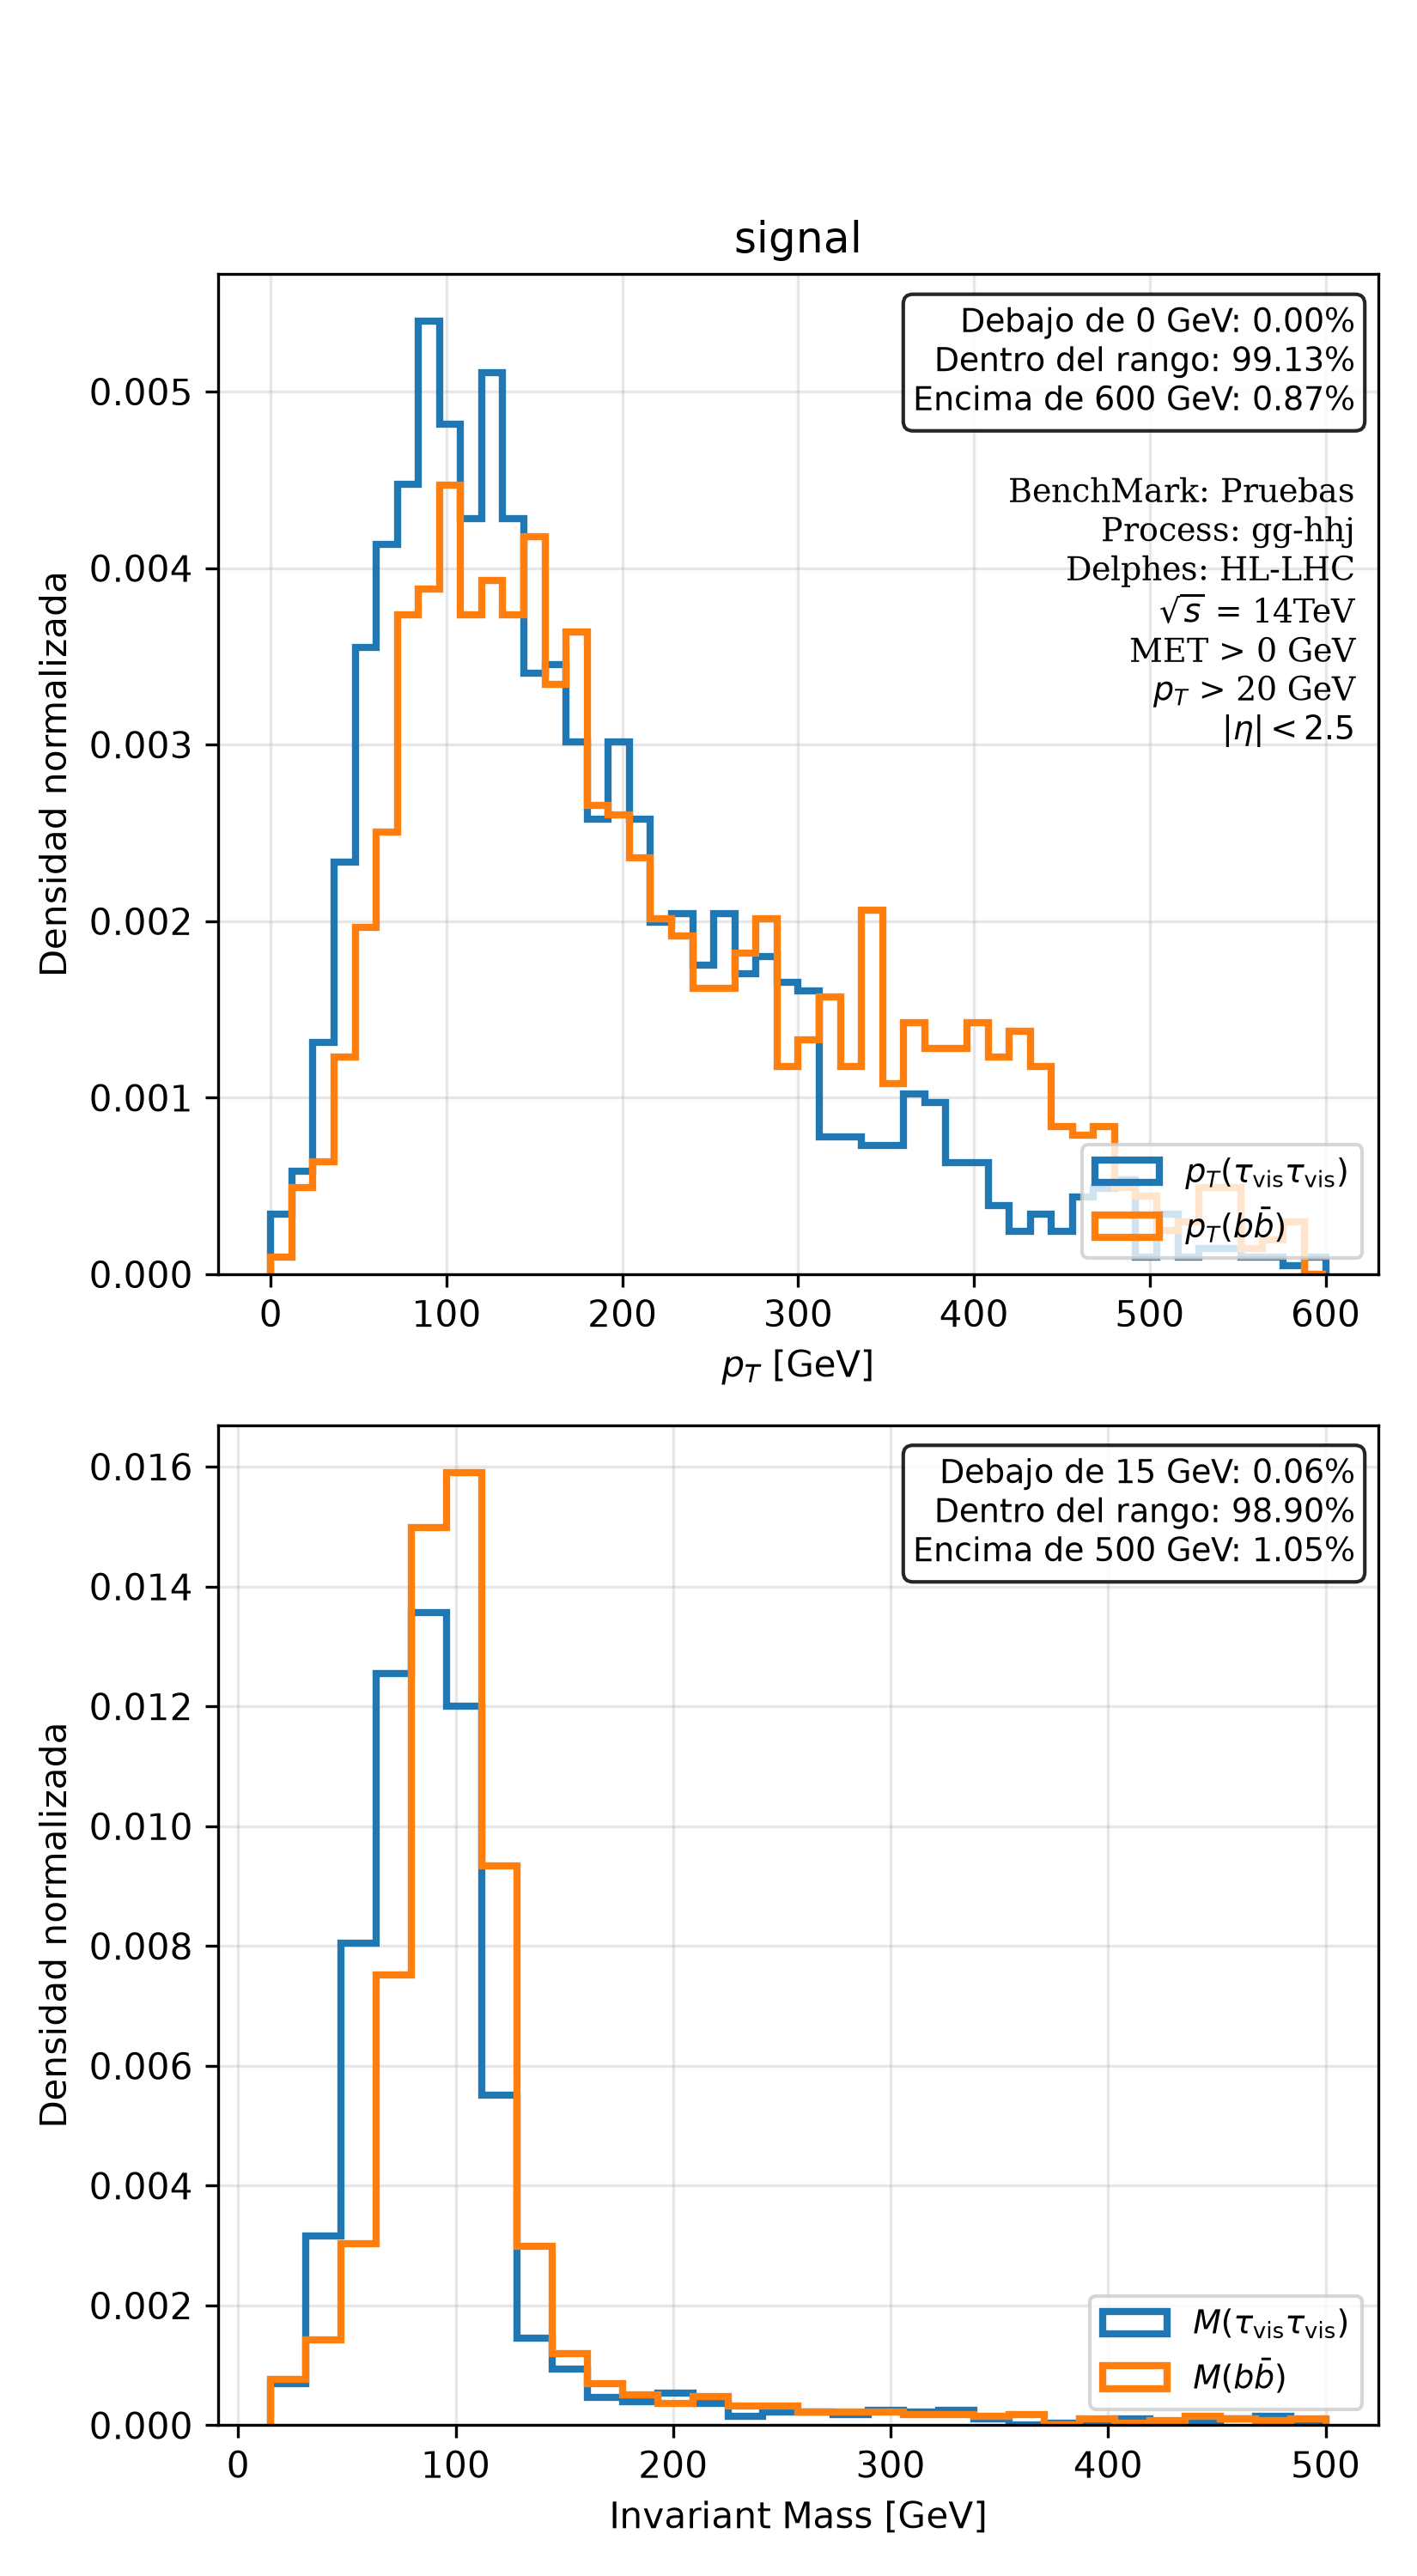 signal
Debajo de 0 GeV: 0.00%
Dentro del rango: 99.13%
Encima de 600 GeV: 0.87%
BenchMark: Pruebas
Process: gg-hhj
Delphes: HL-LHC
√s = 14TeV
MET > 0 GeV
p_T > 20 GeV
|η| < 2.5
Densidad normalizada
0.005
0.004
0.003
0.002
0.001
0.000
p_T(τ_vis τ_vis)
p_T(bb̄)
0 100 200 300 400 500 600
p_T [GeV]
Debajo de 15 GeV: 0.06%
Dentro del rango: 98.90%
Encima de 500 GeV: 1.05%
Densidad normalizada
0.016
0.014
0.012
0.010
0.008
0.006
0.004
0.002
0.000
M(τ_vis τ_vis)
M(bb̄)
0 100 200 300 400 500
Invariant Mass [GeV]